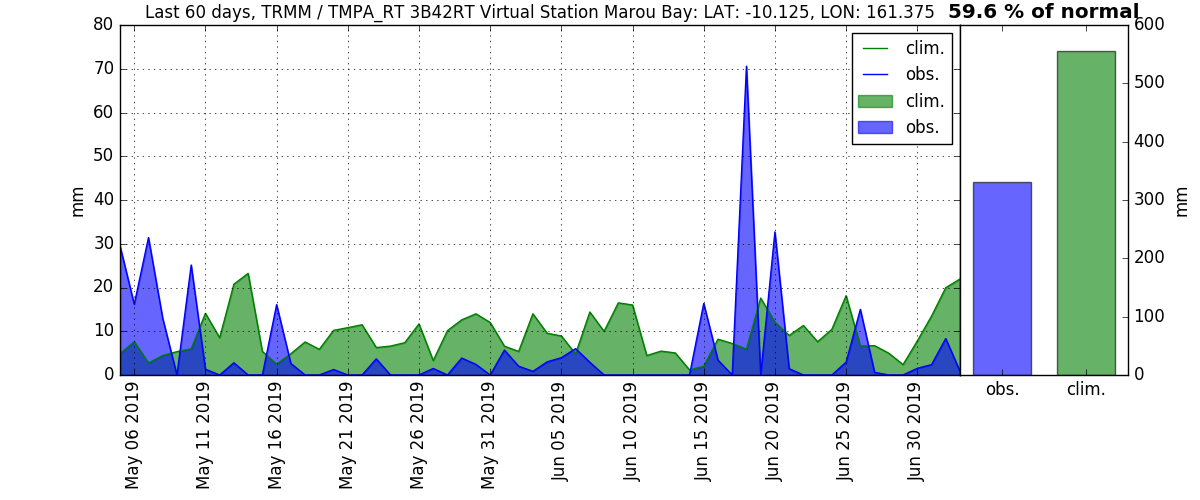 Last 60 days, TRMM / TMPA_RT 3B42RT Virtual Station Marou Bay: LAT: -10.125, LON: 161.375
59.6 % of normal
80
70
60
50
40
30
20
10
0
mm
clim.
obs.
clim.
obs.
May 06 2019
May 11 2019
May 16 2019
May 21 2019
May 26 2019
May 31 2019
Jun 05 2019
Jun 10 2019
Jun 15 2019
Jun 20 2019
Jun 25 2019
Jun 30 2019
600
500
400
300
200
100
0
mm
obs.
clim.